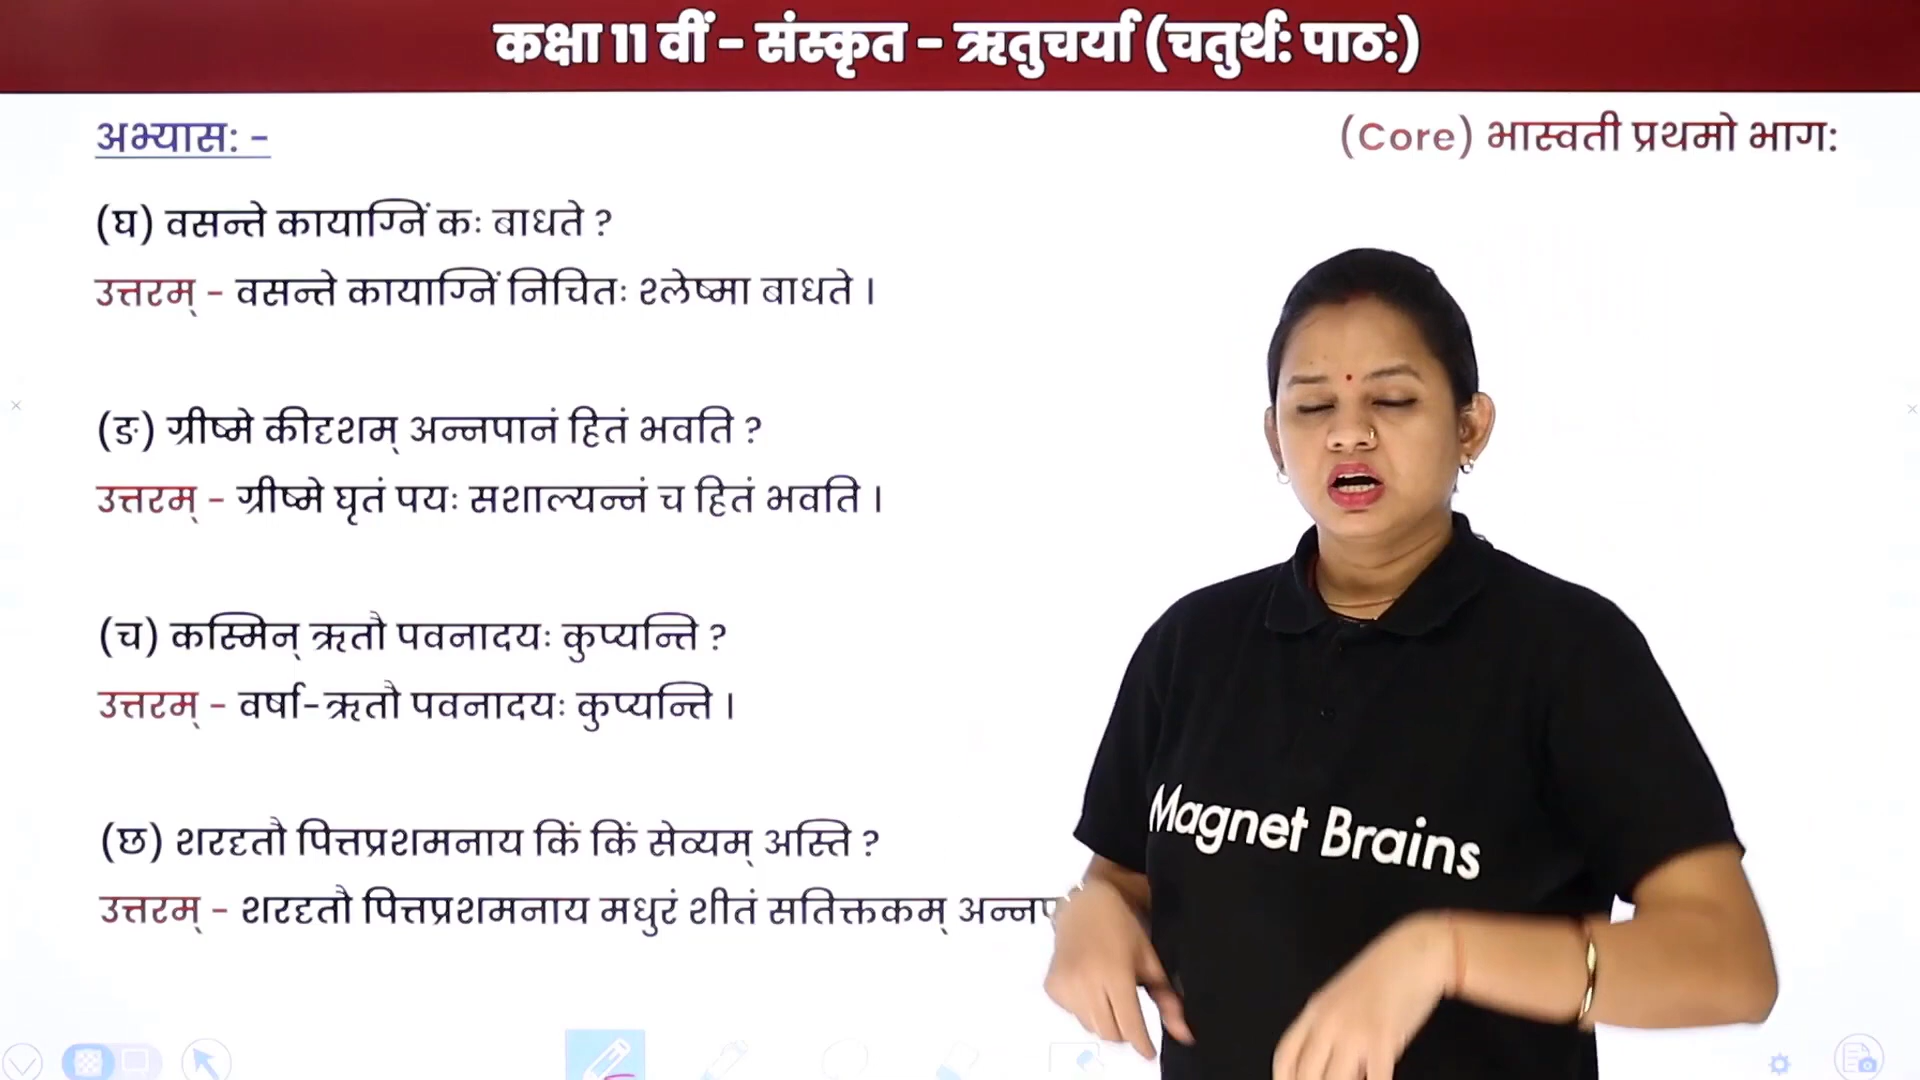 कक्षा 11 वीं - संस्कृत - ऋतुचर्या (चतुर्थ: पाठ:)
अभ्यास: -
(Core) भास्वती प्रथमो भाग:
(घ) वसन्ते कायाग्निं कः बाधते ?
उत्तरम् - वसन्ते कायाग्निं निचितः श्लेष्मा बाधते ।
(ङ) ग्रीष्मे कीदृशम् अन्नपानं हितं भवति ?
उत्तरम् - ग्रीष्मे घृतं पयः सशाल्यन्नं च हितं भवति ।
(च) कस्मिन् ऋतौ पवनादयः कुप्यन्ति ?
उत्तरम् - वर्षा-ऋतौ पवनादयः कुप्यन्ति ।
(छ) शरदृतौ पित्तप्रशमनाय किं किं सेव्यम् अस्ति ?
उत्तरम् - शरदृतौ पित्तप्रशमनाय मधुरं शीतं सतिक्तकम्
Magnet Brains